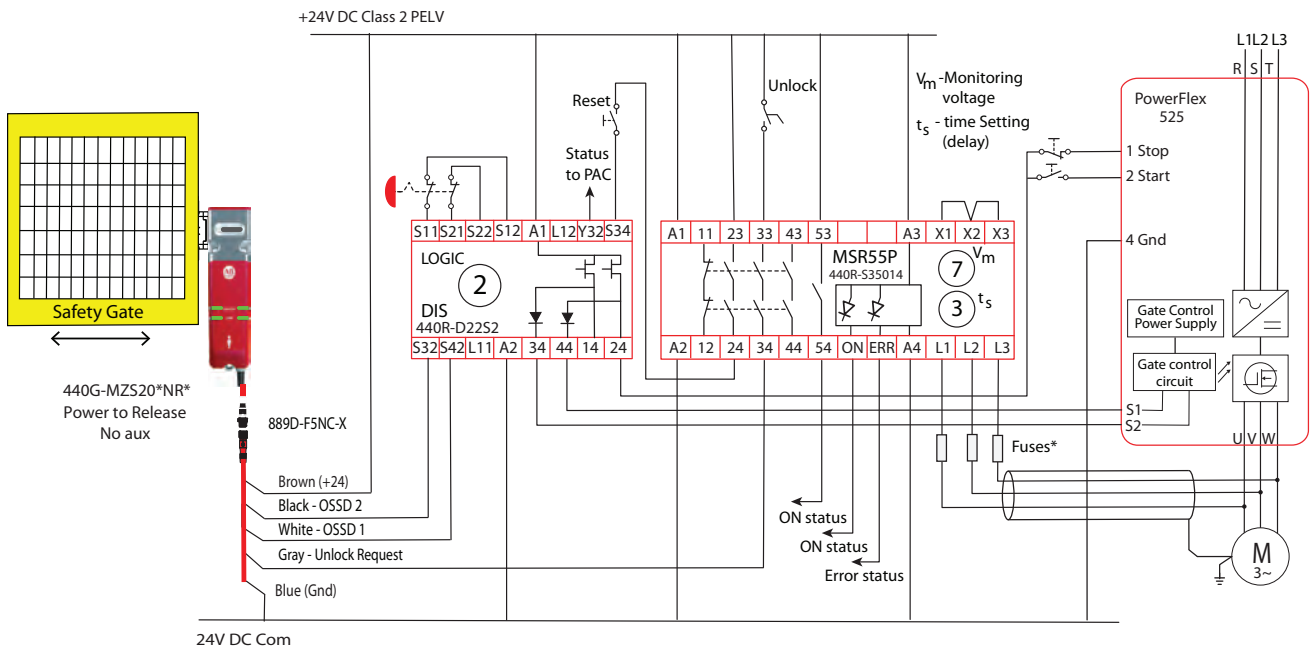 +24V DC Class 2 PELV
L1 L2 L3
R S T
Unlock
Vm - Monitoring
voltage
ts - time Setting
(delay)
PowerFlex
525
Reset
Status
to PAC
1 Stop
2 Start
S11 S21 S22 S12 A1 L12 Y32 S34
A1 11 23 33 43 53 A3 X1 X2 X3
LOGIC
2
MSR55P
440R-S35014
7 Vm
4 Gnd
3 ts
Safety Gate
DIS
440R-D22S2
Gate Control
Power Supply
S32 S42 L11 A2 34 44 14 24
A2 12 24 34 44 54 ON ERR A4 L1 L2 L3
Gate control
circuit
440G-MZS20*NR*
Power to Release
No aux
S1
S2
889D-F5NC-X
U V W
Fuses*
Brown (+24)
Black - OSSD 2
White - OSSD 1
Gray - Unlock Request
Blue (Gnd)
ON status
ON status
Error status
M
3~
24V DC Com